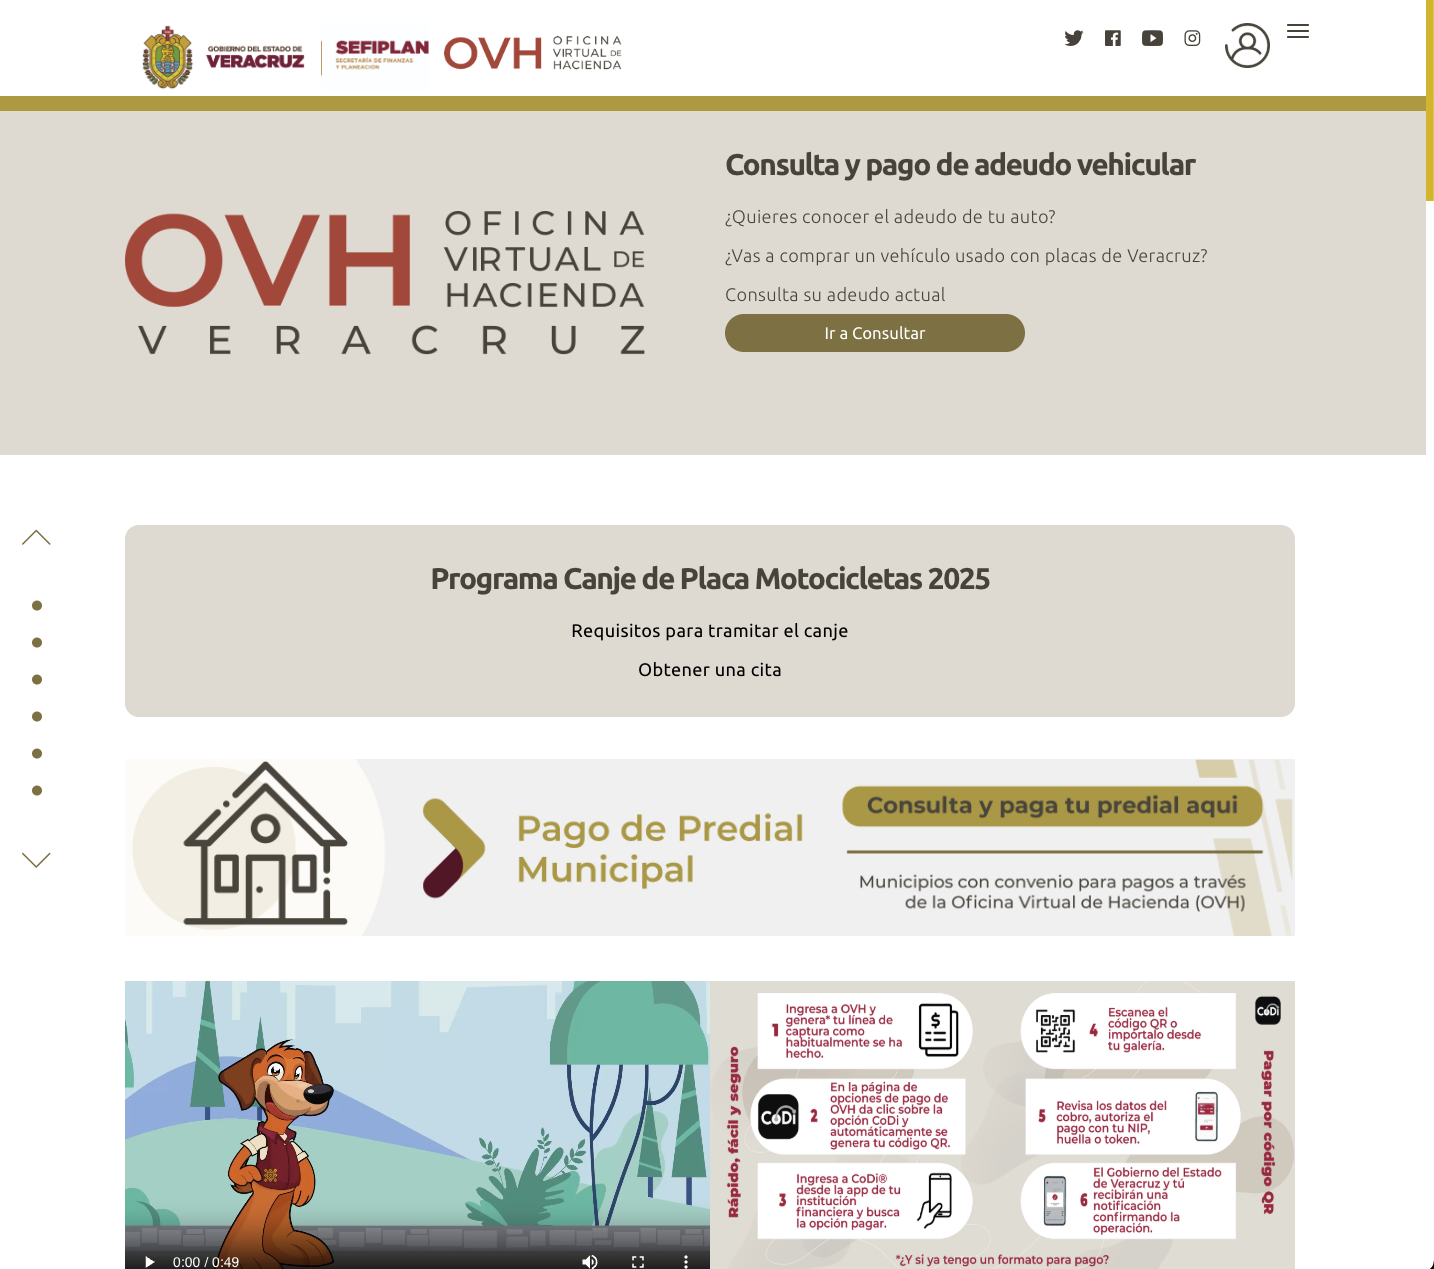 GOBIERNO DEL ESTADO DE
VERACRUZ
SEFIPLAN
SECRETARÍA DE FINANZAS
Y PLANEACIÓN
OVH
OFICINA
VIRTUAL DE
HACIENDA
OVH
OFICINA
VIRTUAL DE
HACIENDA
VERACRUZ
Consulta y pago de adeudo vehicular
¿Quieres conocer el adeudo de tu auto?
¿Vas a comprar un vehículo usado con placas de Veracruz?
Consulta su adeudo actual
Ir a Consultar
Programa Canje de Placa Motocicletas 2025
Requisitos para tramitar el canje
Obtener una cita
Pago de Predial
Municipal
Consulta y paga tu predial aqui
Municipios con convenio para pagos a través
de la Oficina Virtual de Hacienda (OVH)
0:00 / 0:49
Rápido, fácil y seguro
1
Ingresa a OVH y
genera* tu línea de
captura como
habitualmente se ha
hecho.
CoDi
2
En la página de
opciones de pago de
OVH da clic sobre la
opción CoDi y
automáticamente se
genera tu código QR.
3
Ingresa a CoDi®
desde la app de tu
institución
financiera y busca
la opción pagar.
4
Escanea el
código QR o
impórtalo desde
tu galería.
5
Revisa los datos del
cobro, autoriza el
pago con tu NIP,
huella o token.
6
El Gobierno del Estado
de Veracruz y tú
recibirán una
notificación
confirmando la
operación.
CoDi
Pagar por código QR
*¿Y si ya tengo un formato para pago?